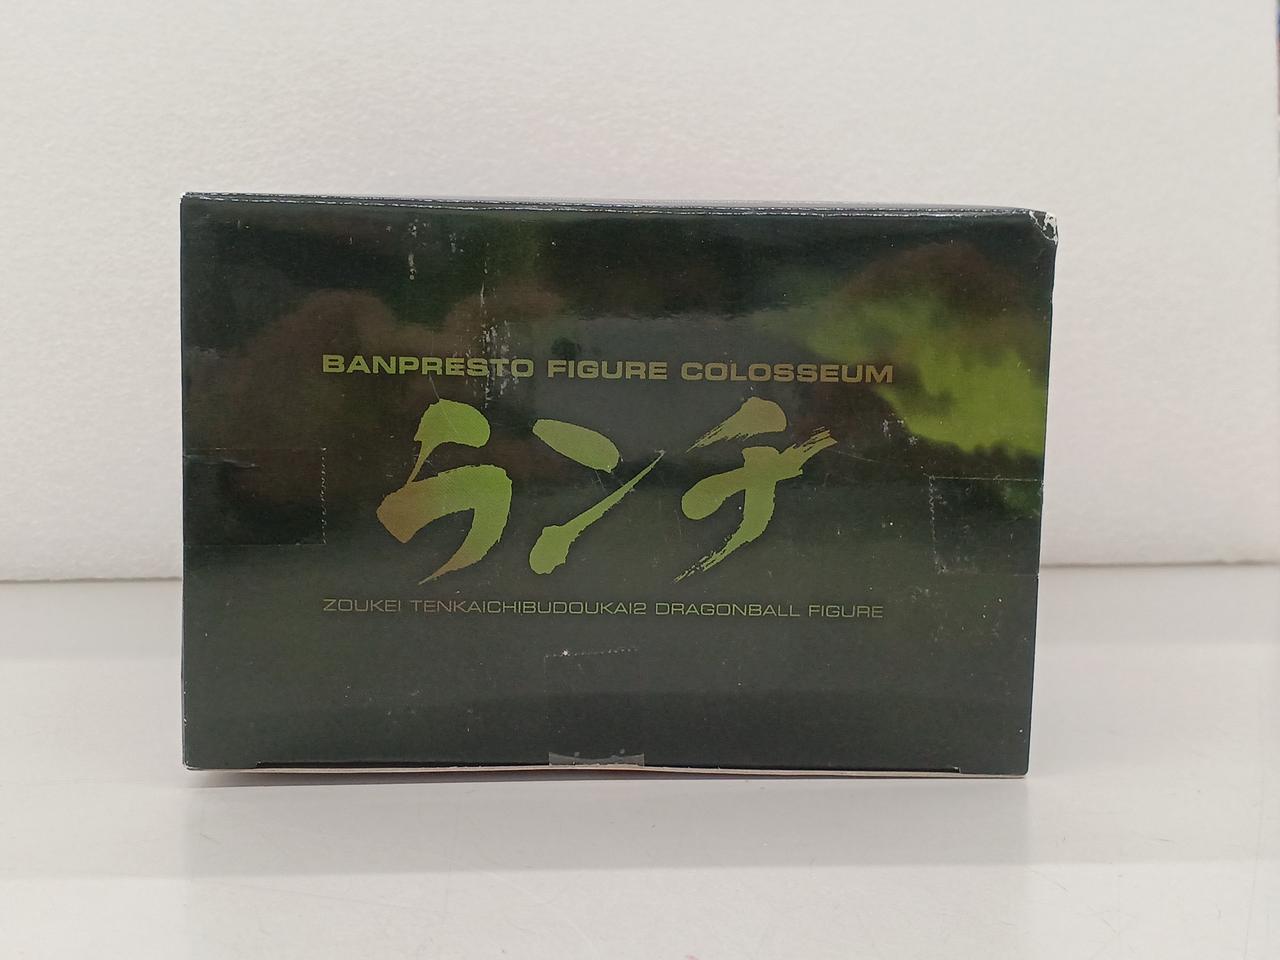 BANPRESTO FIGURE COLOSSEUM
ランチ
ZOUKEI TENKAICHIBUDOUKAI2 DRAGONBALL FIGURE